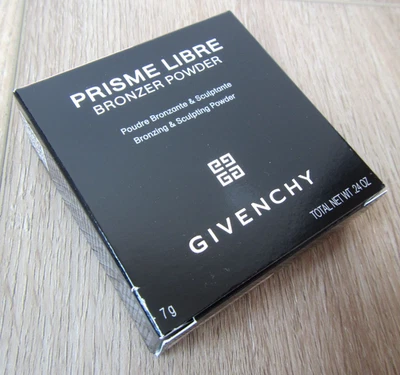 PRISME LIBRE
BRONZER POWDER
Poudre Bronzante & Sculptante
Bronzing & Sculpting Powder
GIVENCHY
7 g
TOTAL NET WT .24 OZ